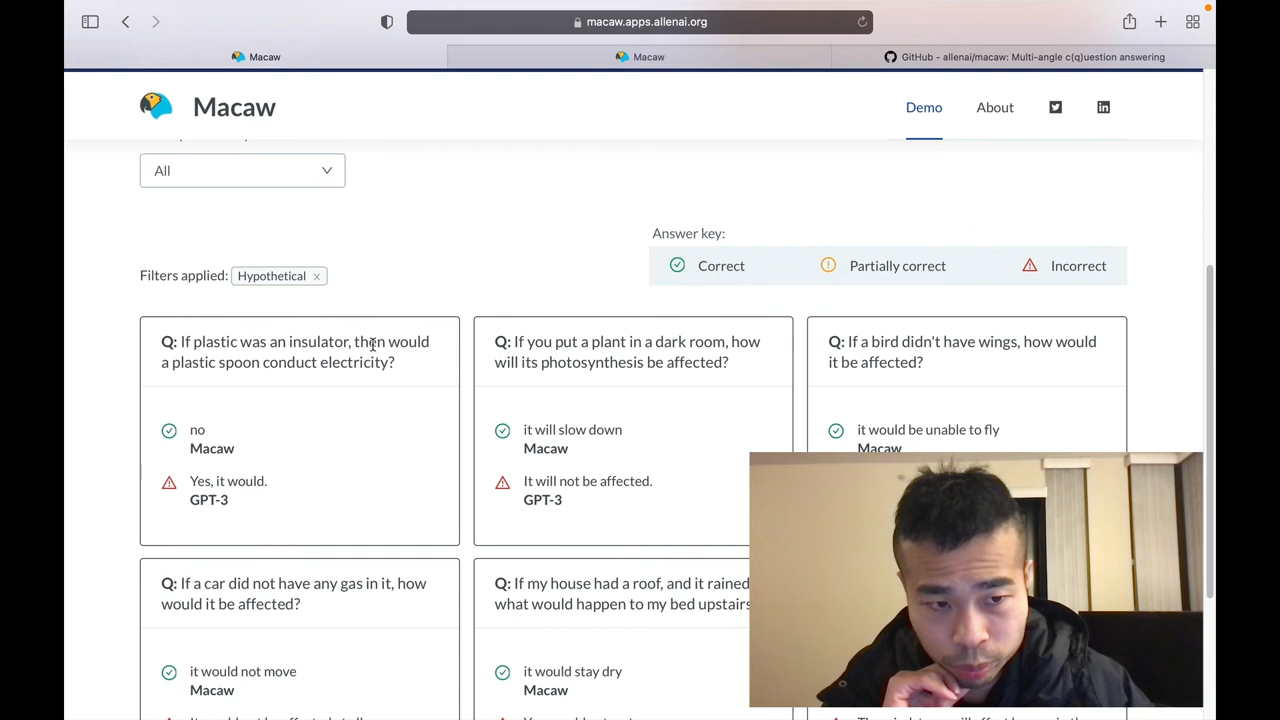 macaw.apps.allenai.org
Macaw
Macaw
GitHub - allenai/macaw: Multi-angle c(q)uestion answering
Macaw
Demo
About
All
Answer key:
Correct
Partially correct
Incorrect
Filters applied: Hypothetical x
Q: If plastic was an insulator, then would
a plastic spoon conduct electricity?
no
Macaw
Yes, it would.
GPT-3
Q: If you put a plant in a dark room, how
will its photosynthesis be affected?
it will slow down
Macaw
It will not be affected.
GPT-3
Q: If a bird didn't have wings, how would
it be affected?
it would be unable to fly
Macaw
Q: If a car did not have any gas in it, how
would it be affected?
it would not move
Macaw
Q: If my house had a roof, and it rained
what would happen to my bed upstairs
it would stay dry
Macaw